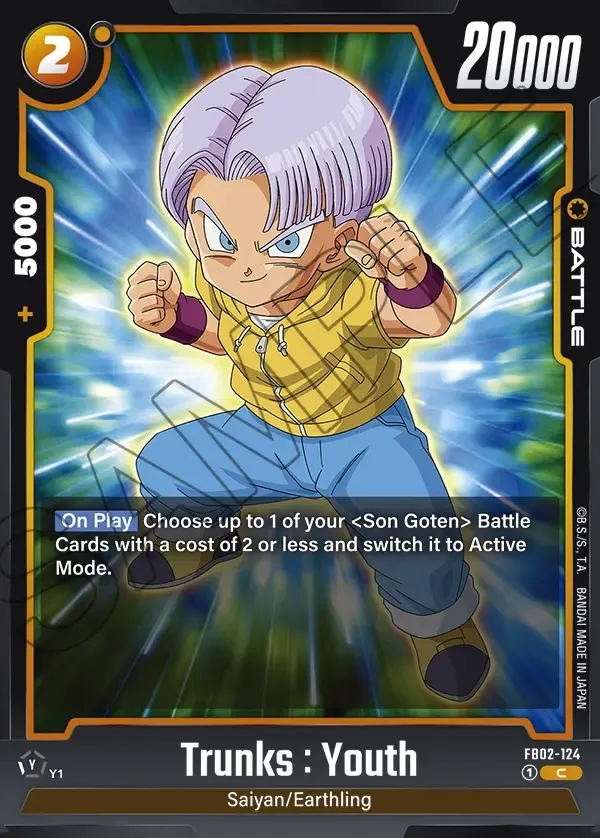 2
20000
+ 5000
BATTLE
SAMPLE
On Play Choose up to 1 of your <Son Goten> Battle
Cards with a cost of 2 or less and switch it to Active
Mode.
©B.S./S., T.A. BANDAI MADE IN JAPAN
Trunks : Youth
FB02-124
Y Y1
1 C
Saiyan/Earthling